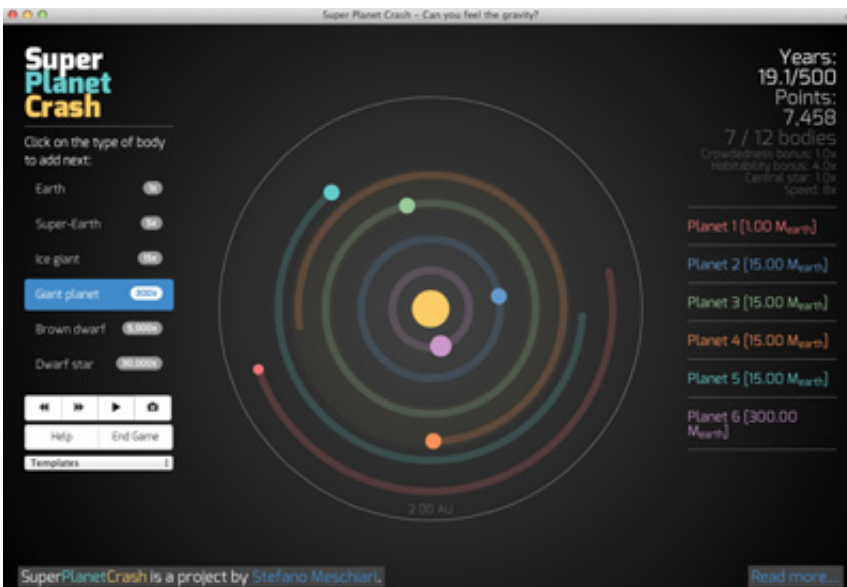 Super Planet Crash – Can you feel the gravity?
Super
Planet
Crash
Click on the type of body
to add next:
Earth 1x
Super-Earth 5x
Ice giant 15x
Giant planet 300x
Brown dwarf 5,000x
Dwarf star 30,000x
Help End Game
Templates
2.00 AU
Years:
19.1/500
Points:
7,458
7 / 12 bodies
Crowdedness bonus: 1.0x
Habitability bonus: 4.0x
Central star: 1.0x
Speed: 8x
Planet 1 [1.00 Mearth]
Planet 2 [15.00 Mearth]
Planet 3 [15.00 Mearth]
Planet 4 [15.00 Mearth]
Planet 5 [15.00 Mearth]
Planet 6 [300.00
Mearth]
SuperPlanetCrash is a project by Stefano Meschiari.
Read more...